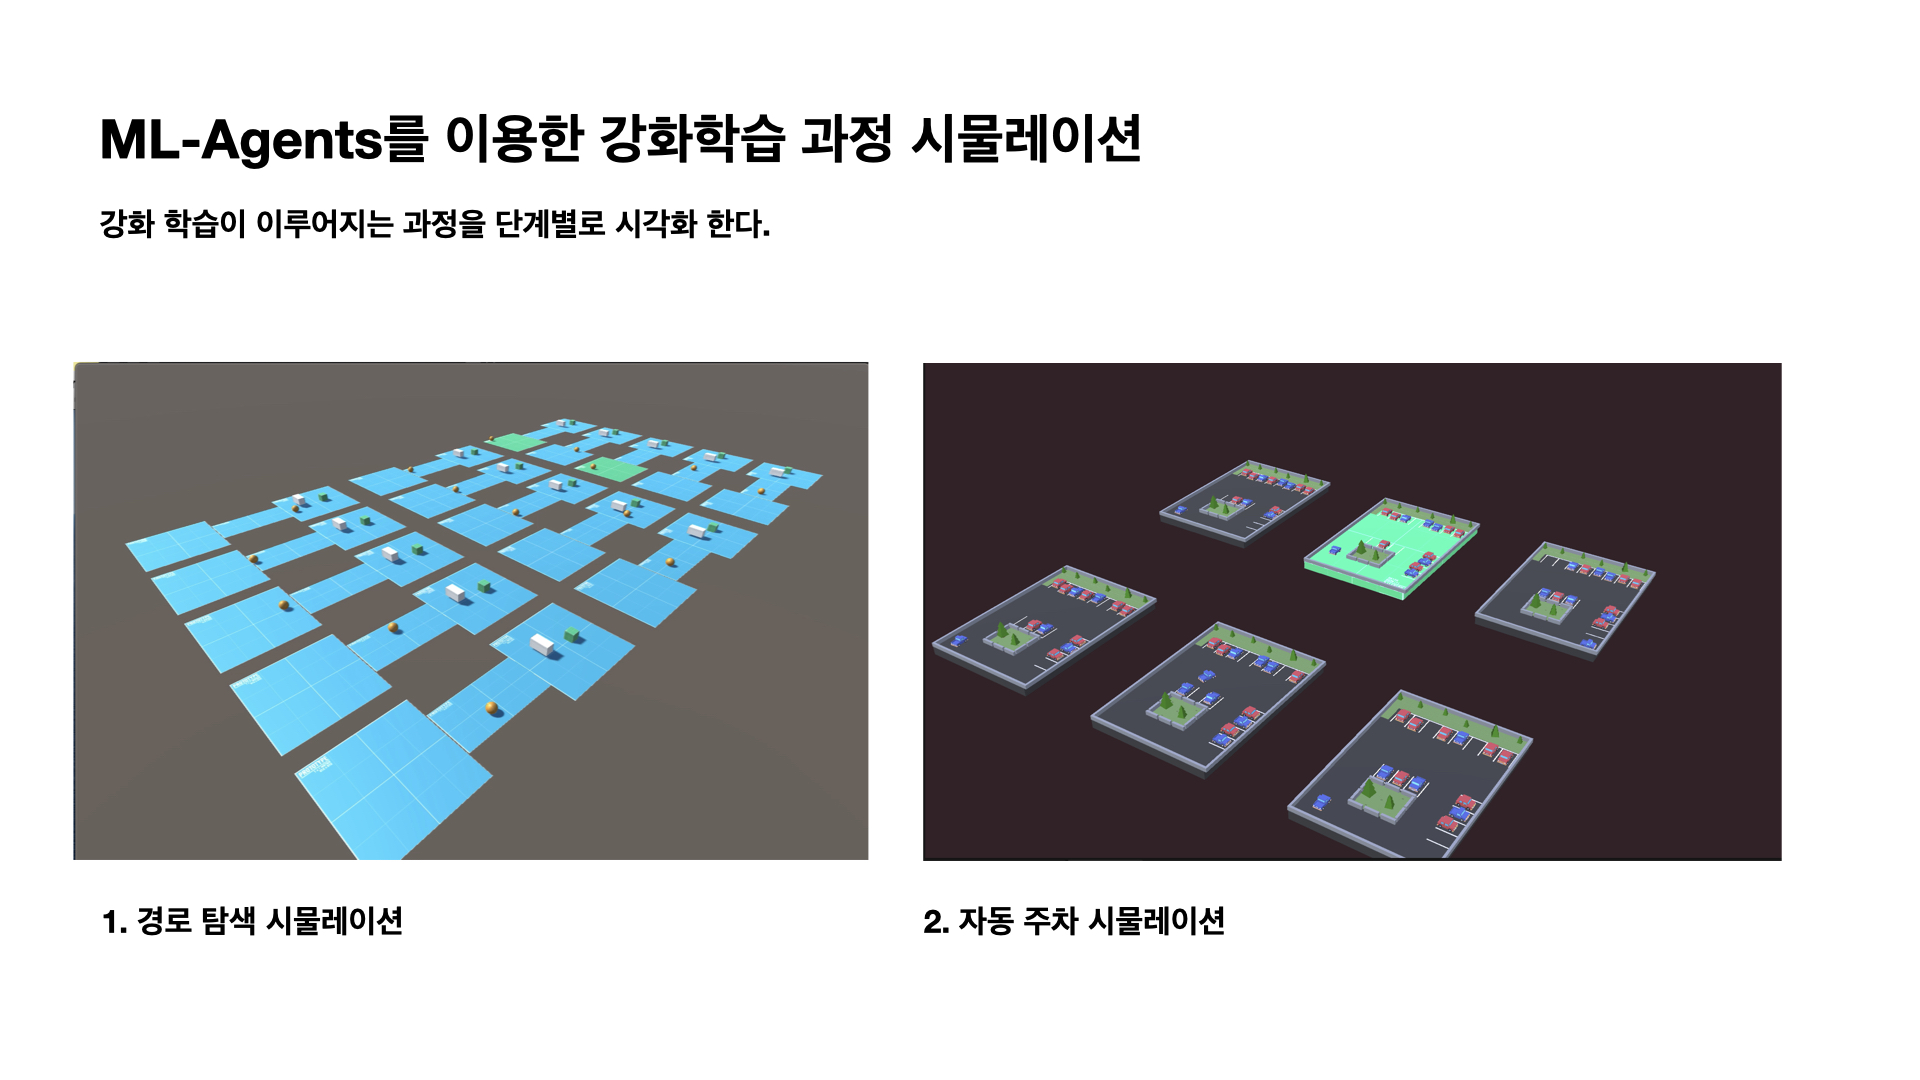 ML-Agents를 이용한 강화학습 과정 시뮬레이션
강화 학습이 이루어지는 과정을 단계별로 시각화 한다.
1. 경로 탐색 시뮬레이션
2. 자동 주차 시뮬레이션